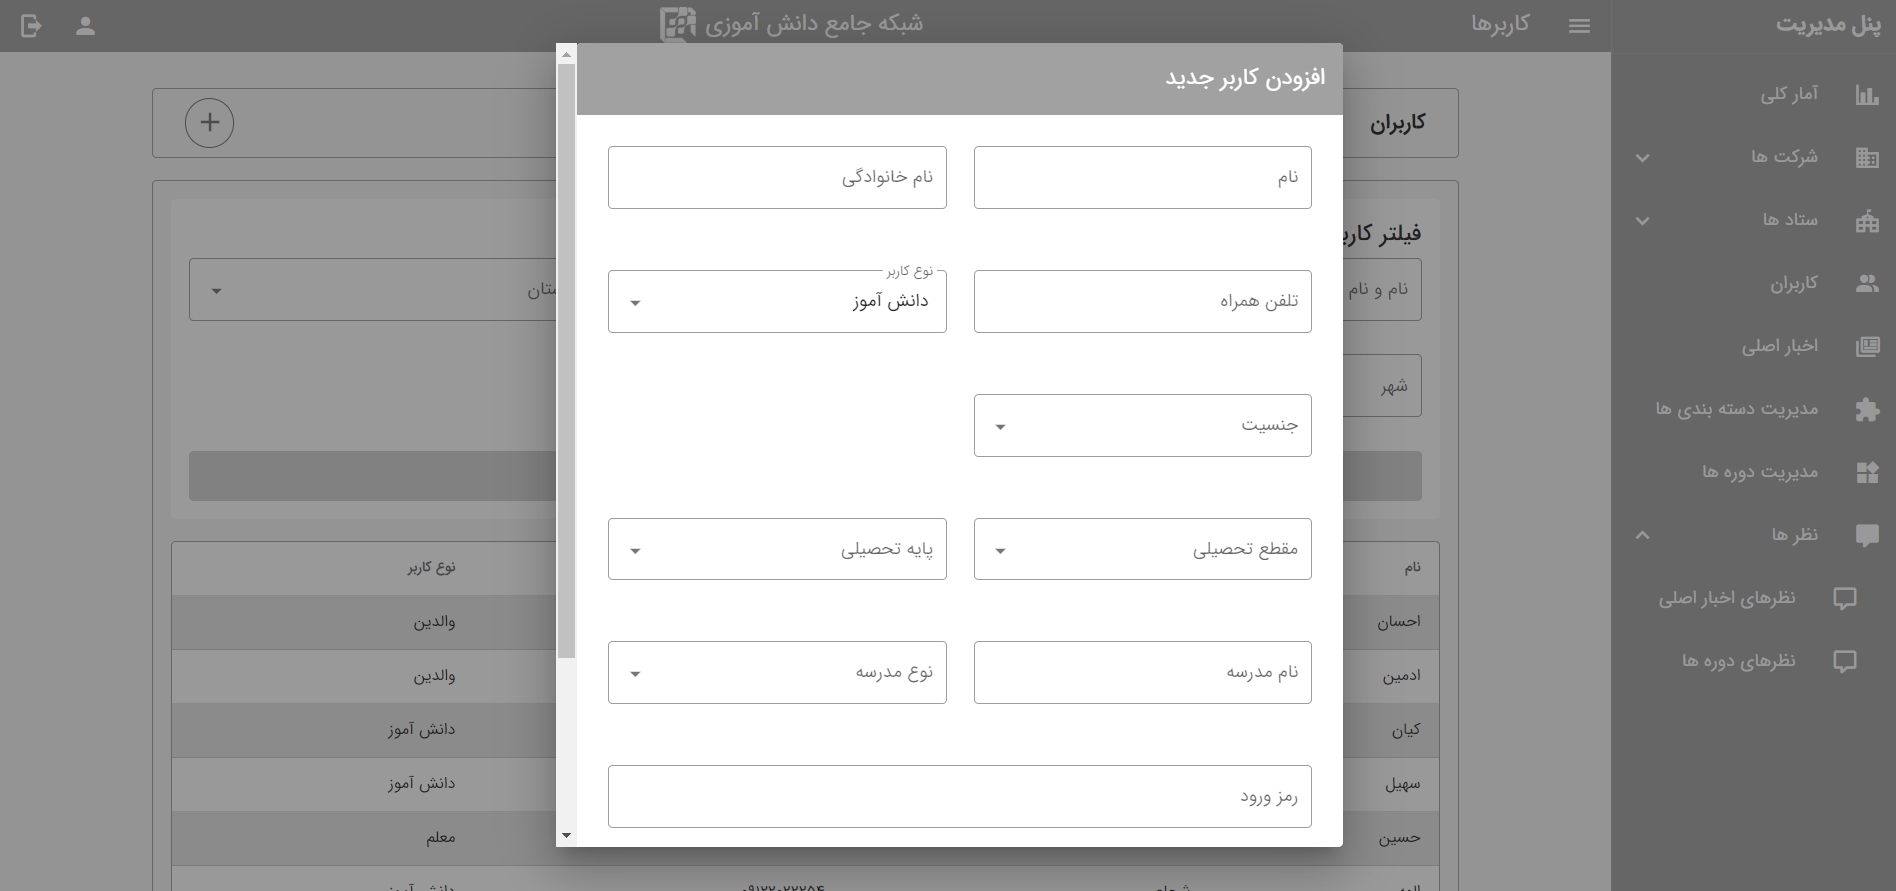 پنل مدیریت
کاربرها
شبکه جامع دانش آموزی
آمار کلی
شرکت ها
ستاد ها
کاربران
اخبار اصلی
مدیریت دسته بندی ها
مدیریت دوره ها
نظر ها
نظرهای اخبار اصلی
نظرهای دوره ها
کاربران
فیلتر کارب
نام و نام
ستان
شهر
نام
نوع کاربر
احسان
والدین
ادمین
والدین
کیان
دانش آموز
سهیل
دانش آموز
حسین
معلم
دانش آموز
افزودن کاربر جدید
نام
نام خانوادگی
تلفن همراه
نوع کاربر
دانش آموز
جنسیت
مقطع تحصیلی
پایه تحصیلی
نام مدرسه
نوع مدرسه
رمز ورود